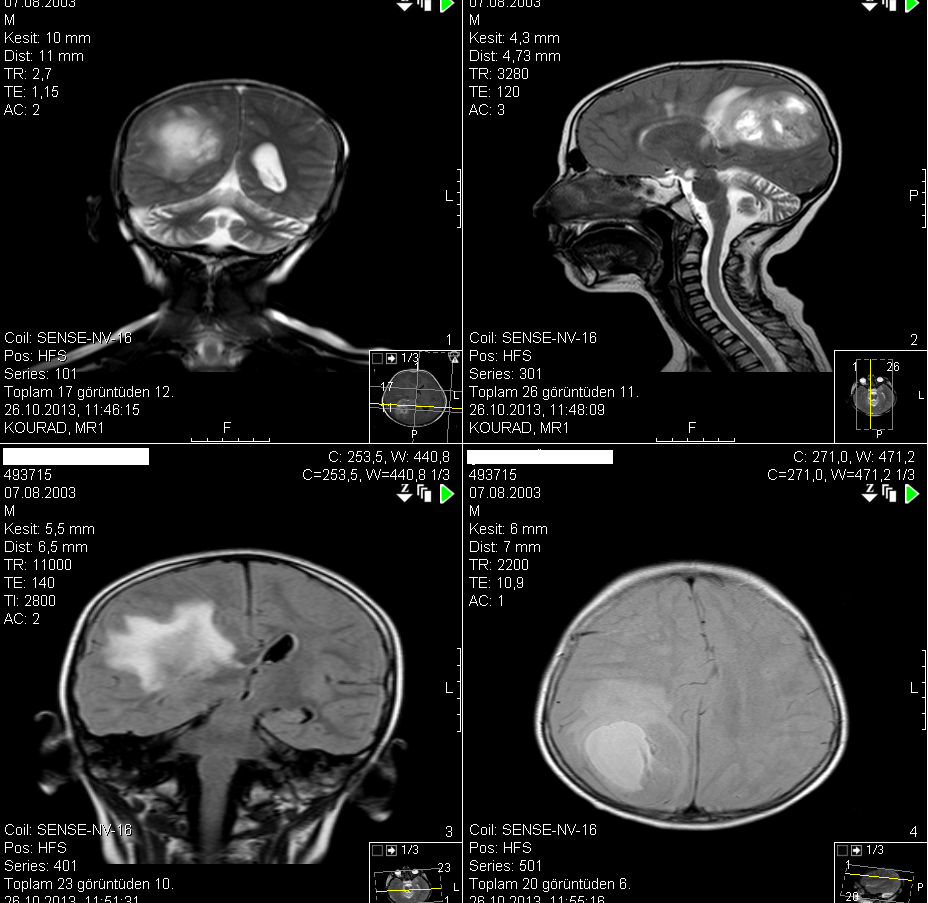 07.08.2003
M
Kesit: 10 mm
Dist: 11 mm
TR: 2,7
TE: 1,15
AC: 2
L
Coil: SENSE-NV-16
1
Pos: HFS
Series: 101
Toplam 17 görüntüden 12.
26.10.2013, 11:46:15
KOURAD, MR1
F
1/3
17
11
L
P
07.08.2003
M
Kesit: 4,3 mm
Dist: 4,73 mm
TR: 3280
TE: 120
AC: 3
P
Coil: SENSE-NV-16
2
Pos: HFS
Series: 301
Toplam 26 görüntüden 11.
26.10.2013, 11:48:09
KOURAD, MR1
F
1 26
L
P
C: 253,5, W: 440,8
493715
C=253,5, W=440,8 1/3
07.08.2003
Z
M
Kesit: 5,5 mm
Dist: 6,5 mm
TR: 11000
TE: 140
TI: 2800
AC: 2
L
Coil: SENSE-NV-16
3
Pos: HFS
Series: 401
Toplam 23 görüntüden 10.
26.10.2013, 11:51:31
1/3
23
L
1
C: 271,0, W: 471,2
493715
C=271,0, W=471,2 1/3
07.08.2003
Z
M
Kesit: 6 mm
Dist: 7 mm
TR: 2200
TE: 10,9
AC: 1
L
Coil: SENSE-NV-16
4
Pos: HFS
Series: 501
Toplam 20 görüntüden 6.
26.10.2013, 11:55:16
1/3
1
P
20